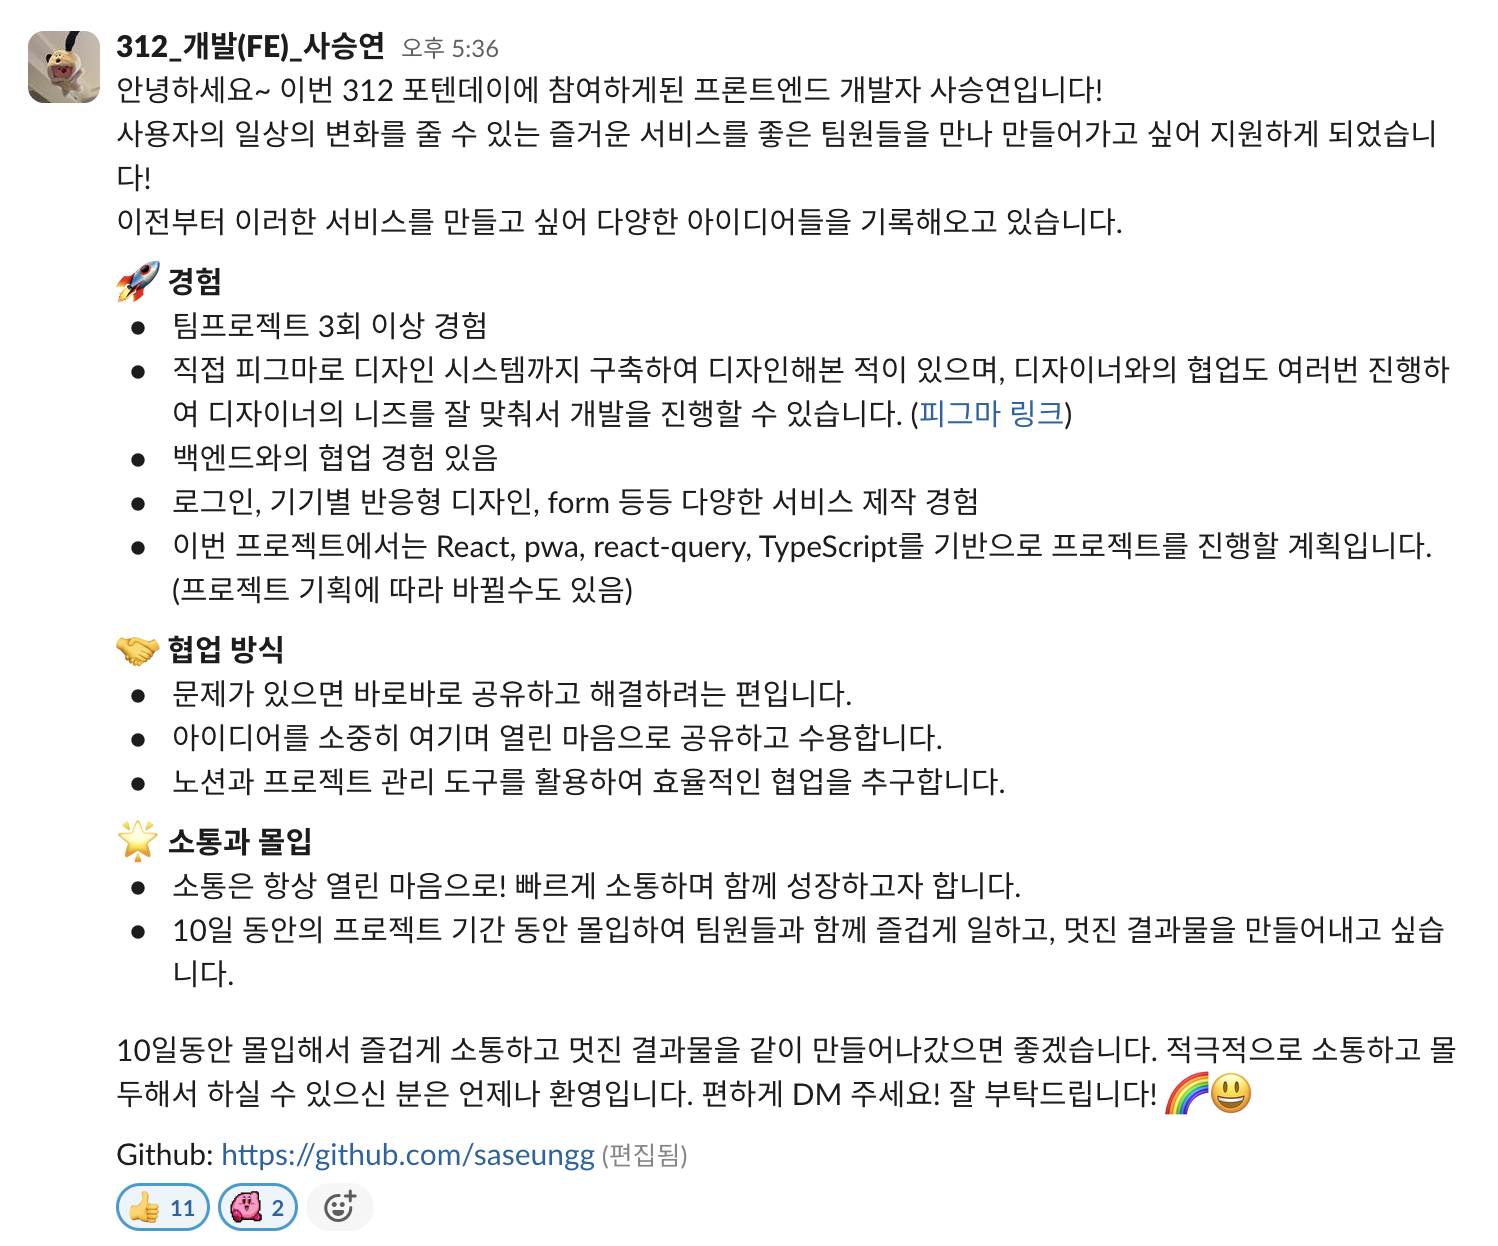 312_개발(FE)_사승연 오후 5:36
안녕하세요~ 이번 312 포텐데이에 참여하게된 프론트엔드 개발자 사승연입니다!
사용자의 일상의 변화를 줄 수 있는 즐거운 서비스를 좋은 팀원들을 만나 만들어가고 싶어 지원하게 되었습니
다!
이전부터 이러한 서비스를 만들고 싶어 다양한 아이디어들을 기록해오고 있습니다.
🚀 경험
• 팀프로젝트 3회 이상 경험
• 직접 피그마로 디자인 시스템까지 구축하여 디자인해본 적이 있으며, 디자이너와의 협업도 여러번 진행하
여 디자이너의 니즈를 잘 맞춰서 개발을 진행할 수 있습니다. (피그마 링크)
• 백엔드와의 협업 경험 있음
• 로그인, 기기별 반응형 디자인, form 등등 다양한 서비스 제작 경험
• 이번 프로젝트에서는 React, pwa, react-query, TypeScript를 기반으로 프로젝트를 진행할 계획입니다.
(프로젝트 기획에 따라 바뀔수도 있음)
🤝 협업 방식
• 문제가 있으면 바로바로 공유하고 해결하려는 편입니다.
• 아이디어를 소중히 여기며 열린 마음으로 공유하고 수용합니다.
• 노션과 프로젝트 관리 도구를 활용하여 효율적인 협업을 추구합니다.
🌟 소통과 몰입
• 소통은 항상 열린 마음으로! 빠르게 소통하며 함께 성장하고자 합니다.
• 10일 동안의 프로젝트 기간 동안 몰입하여 팀원들과 함께 즐겁게 일하고, 멋진 결과물을 만들어내고 싶습
니다.
10일동안 몰입해서 즐겁게 소통하고 멋진 결과물을 같이 만들어나갔으면 좋겠습니다. 적극적으로 소통하고 몰
두해서 하실 수 있으신 분은 언제나 환영입니다. 편하게 DM 주세요! 잘 부탁드립니다! 🌈😃
Github: https://github.com/saseungg (편집됨)
👍 11 2